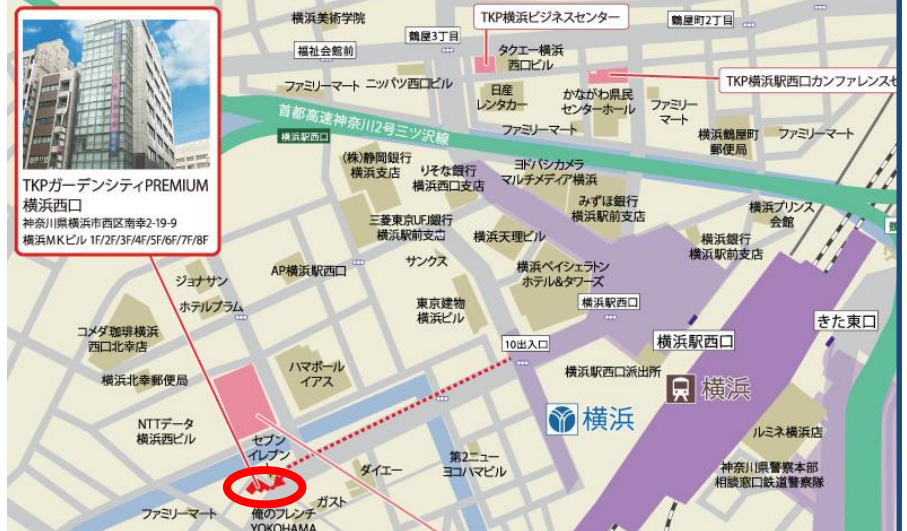 横浜美術学院
TKP横浜ビジネスセンター
鶴屋町2丁目
鶴屋3丁目
福祉会館前
タクエー横浜
西口ビル
TKP横浜駅西口カンファレンスセ
ファミリーマート
ニッパツ西口ビル
日産
レンタカー
かながわ県民
センターホール
ファミリー
マート
首都高速神奈川2号三ツ沢線
横浜駅西口
ファミリーマート
横浜鶴屋町
郵便局
ファミリーマート
(株)静岡銀行
横浜支店
りそな銀行
横浜西口支店
ヨドバシカメラ
マルチメディア横浜
TKPガーデンシティPREMIUM
横浜西口
神奈川県横浜市西区南幸2-19-9
横浜MKビル 1F/2F/3F/4F/5F/6F/7F/8F
みずほ銀行
横浜駅前支店
横浜プリンス
会館
三菱東京UFJ銀行
横浜駅前支店
横浜天理ビル
横浜銀行
横浜駅前支店
サンクス
AP横浜駅西口
横浜ベイシェラトン
ホテル&タワーズ
ジョナサン
ホテルプラム
東京建物
横浜ビル
横浜駅西口
きた東口
コメダ珈琲横浜
西口北幸店
10出入口
横浜駅西口
ハマボール
イアス
横浜駅西口派出所
横浜北幸郵便局
横浜
横浜
NTTデータ
横浜西ビル
セブン
イレブン
ルミネ横浜店
第2ニュー
ヨコハマビル
ダイエー
神奈川県警察本部
相談窓口鉄道警察隊
ガスト
ファミリーマート
俺のフレンチ
YOKOHAMA